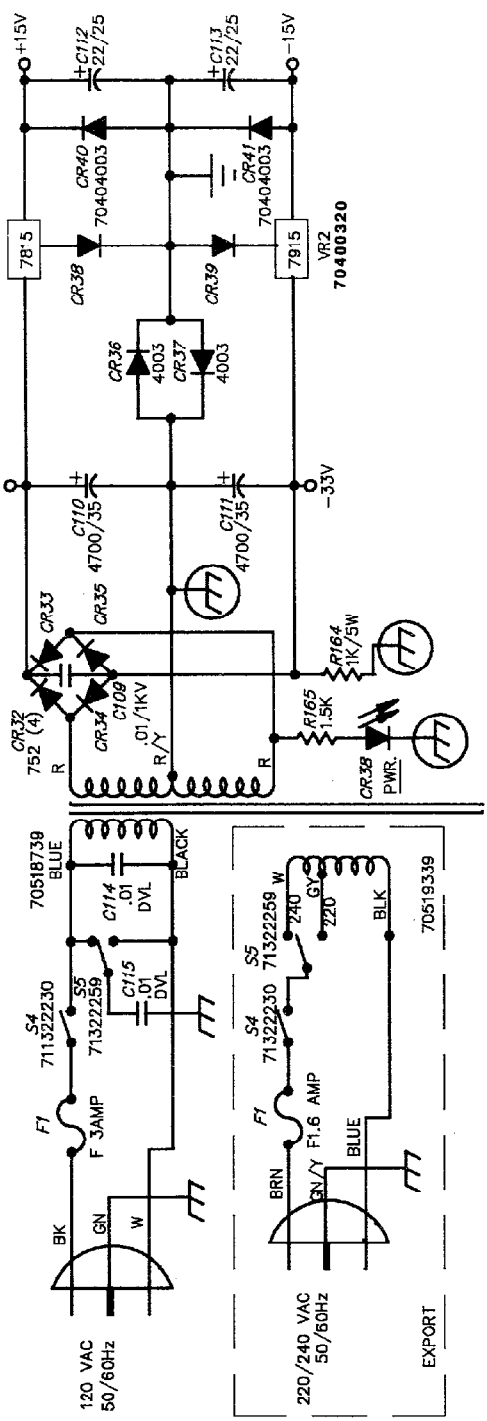 120 VAC
50/60Hz
BK
GN
W
F1
F 3AMP
S4
711322230
S5
71322259
C115
.01
DVL
C114
.01
DVL
70518739
BLUE
BLACK
220/240 VAC
50/60Hz
EXPORT
BRN
GN/Y
BLUE
F1
F1.6 AMP
S4
71322230
S5
71322259
240
220
W
GY
BLK
70519339
R
R/Y
R
CR32
752 (4)
CR33
CR34
CR35
C109
.01/1KV
R165
1.5K
CR38
PWR.
R164
1K/5W
C110
4700/35
+
C111
4700/35
+
-33V
CR36
4003
CR37
4003
7815
CR38
CR39
7915
VR2
70400320
CR40
70404003
CR41
70404003
+C112
22/25
+C113
22/25
+15V
-15V